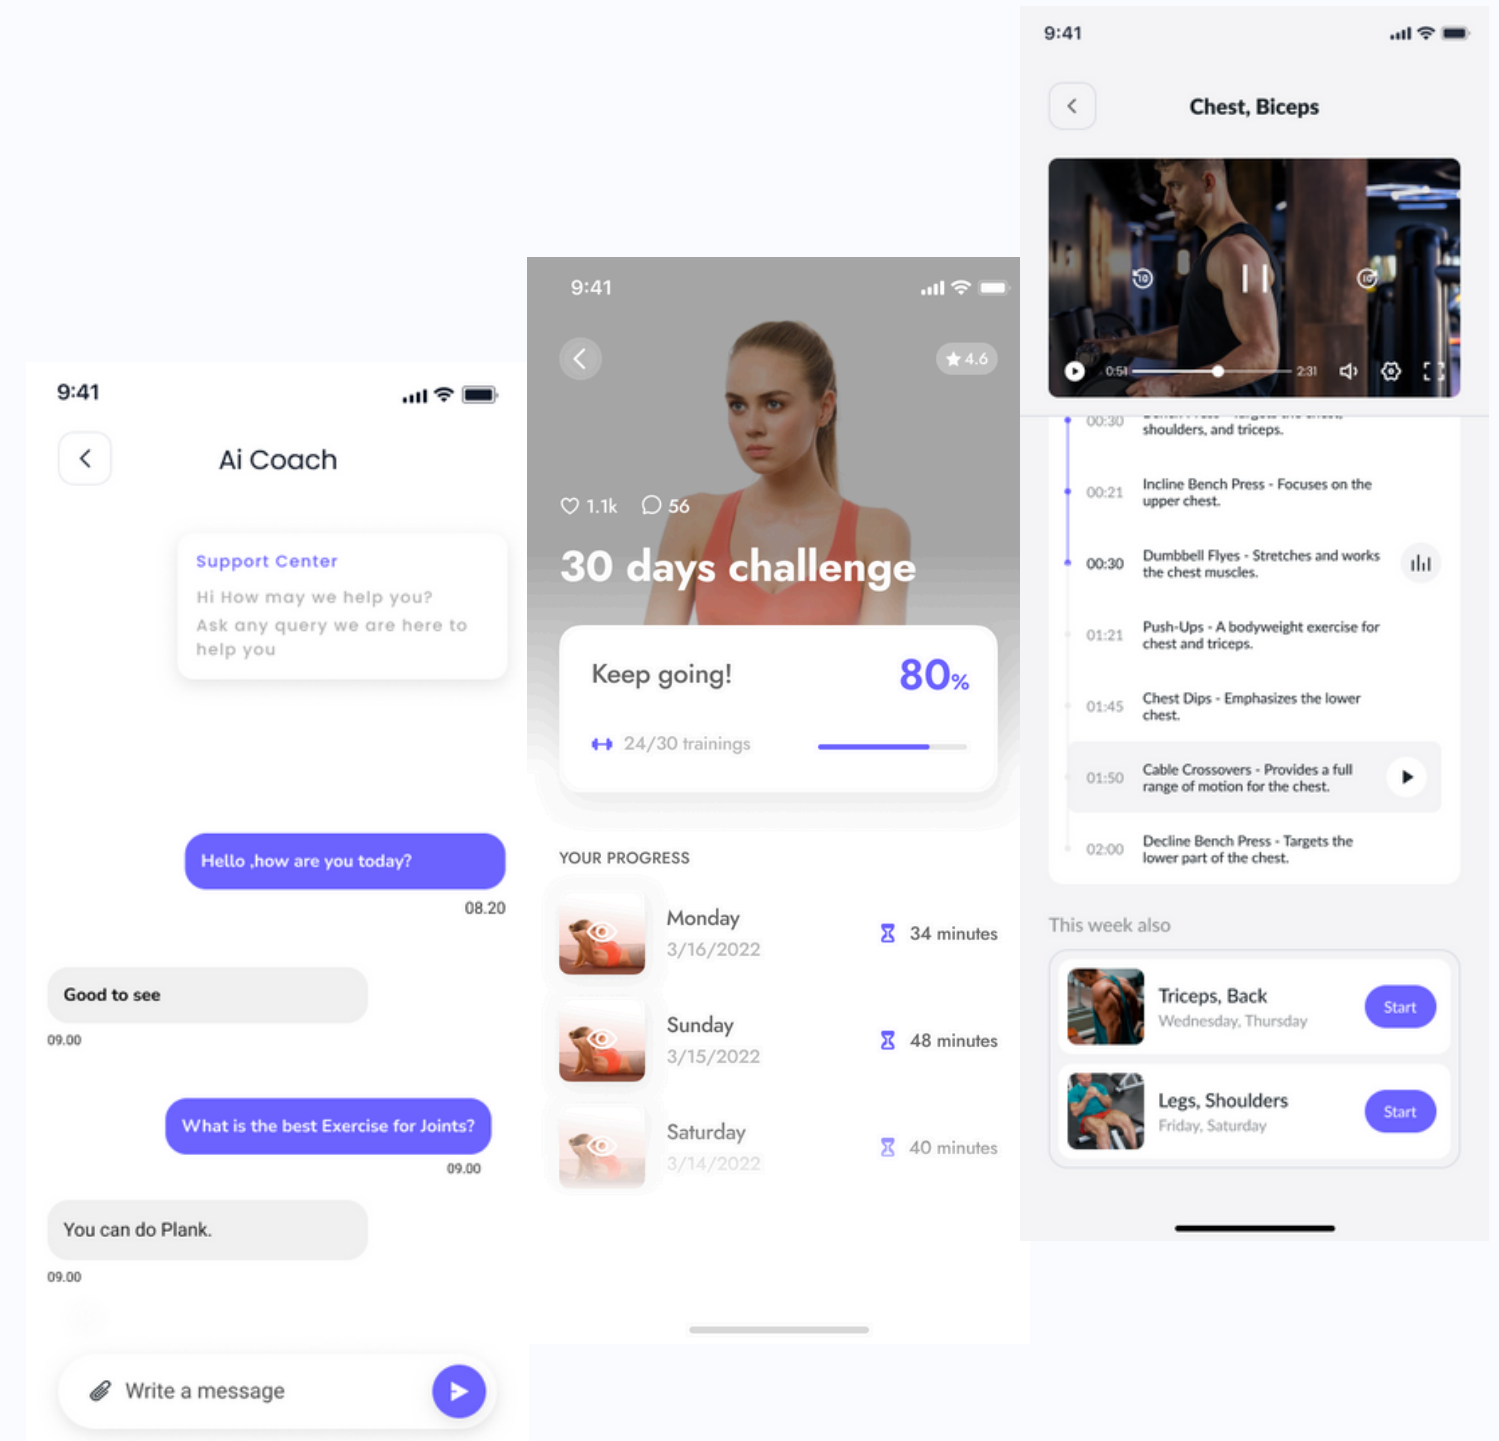 9:41
Ai Coach
Support Center
Hi How may we help you?
Ask any query we are here to
help you
Hello ,how are you today?
08.20
Good to see
09.00
What is the best Exercise for Joints?
09.00
You can do Plank.
09.00
Write a message
9:41
4.6
1.1k
56
30 days challenge
Keep going!
80%
24/30 trainings
YOUR PROGRESS
Monday
3/16/2022
34 minutes
Sunday
3/15/2022
48 minutes
Saturday
3/14/2022
40 minutes
9:41
Chest, Biceps
10
10
0:51
2:31
00:30
Bench Press - Targets the chest,
shoulders, and triceps.
00:21
Incline Bench Press - Focuses on the
upper chest.
00:30
Dumbbell Flyes - Stretches and works
the chest muscles.
01:21
Push-Ups - A bodyweight exercise for
chest and triceps.
01:45
Chest Dips - Emphasizes the lower
chest.
01:50
Cable Crossovers - Provides a full
range of motion for the chest.
02:00
Decline Bench Press - Targets the
lower part of the chest.
This week also
Triceps, Back
Wednesday, Thursday
Start
Legs, Shoulders
Friday, Saturday
Start